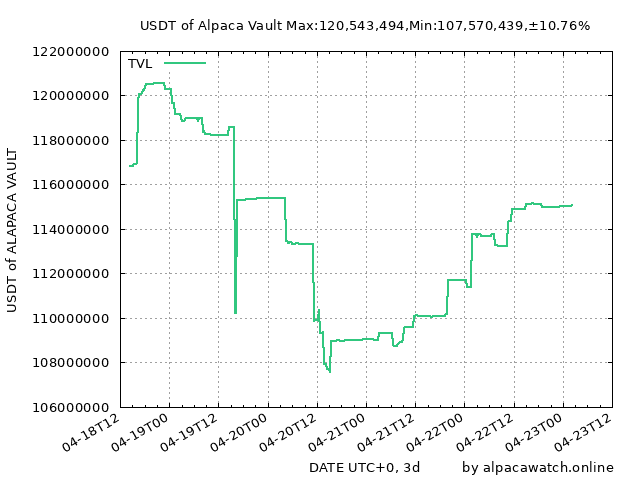 USDT of Alpaca Vault Max:120,543,494,Min:107,570,439,±10.76%
TVL
122000000
120000000
118000000
116000000
114000000
112000000
110000000
108000000
106000000
USDT of ALAPACA VAULT
04-18T12
04-19T00
04-19T12
04-20T00
04-20T12
04-21T00
04-21T12
04-22T00
04-22T12
04-23T00
04-23T12
DATE UTC+0, 3d
by alpacawatch.online